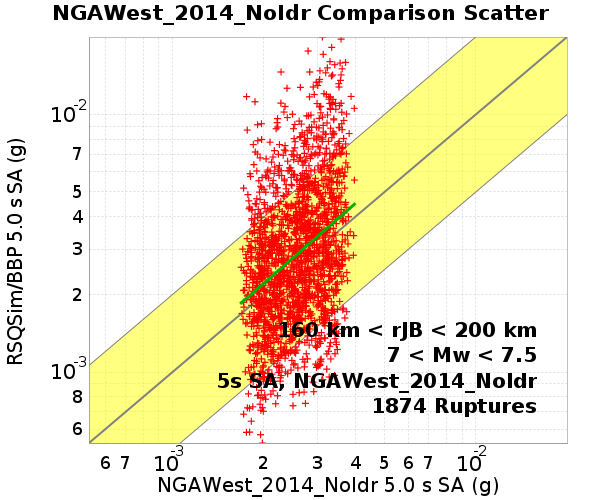 NGAWest_2014_NoIdr Comparison Scatter
RSQSim/BBP 5.0 s SA (g)
10-2
7
5
4
3
2
10-3
8
6
160 km < rJB < 200 km
7 < Mw < 7.5
5s SA, NGAWest_2014_NoIdr
1874 Ruptures
6 7 10-3 2 3 4 5 6 7 10-2
NGAWest_2014_NoIdr 5.0 s SA (g)